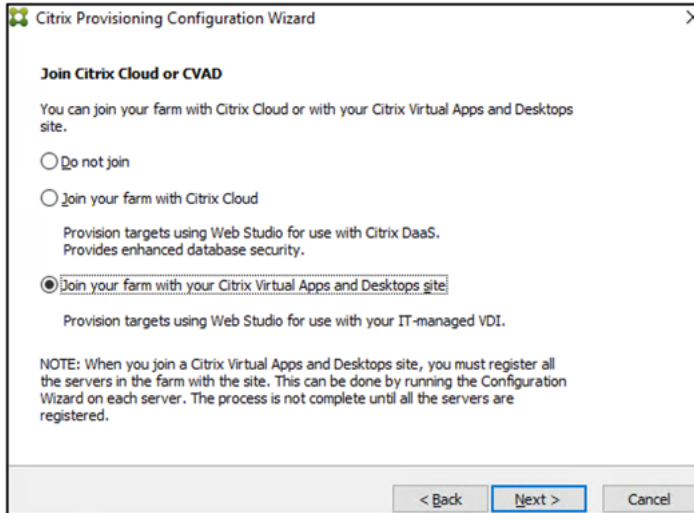 Citrix Provisioning Configuration Wizard
Join Citrix Cloud or CVAD
You can join your farm with Citrix Cloud or with your Citrix Virtual Apps and Desktops
site.
Do not join
Join your farm with Citrix Cloud
Provision targets using Web Studio for use with Citrix DaaS.
Provides enhanced database security.
Join your farm with your Citrix Virtual Apps and Desktops site
Provision targets using Web Studio for use with your IT-managed VDI.
NOTE: When you join a Citrix Virtual Apps and Desktops site, you must register all
the servers in the farm with the site. This can be done by running the Configuration
Wizard on each server. The process is not complete until all the servers are
registered.
< Back Next > Cancel